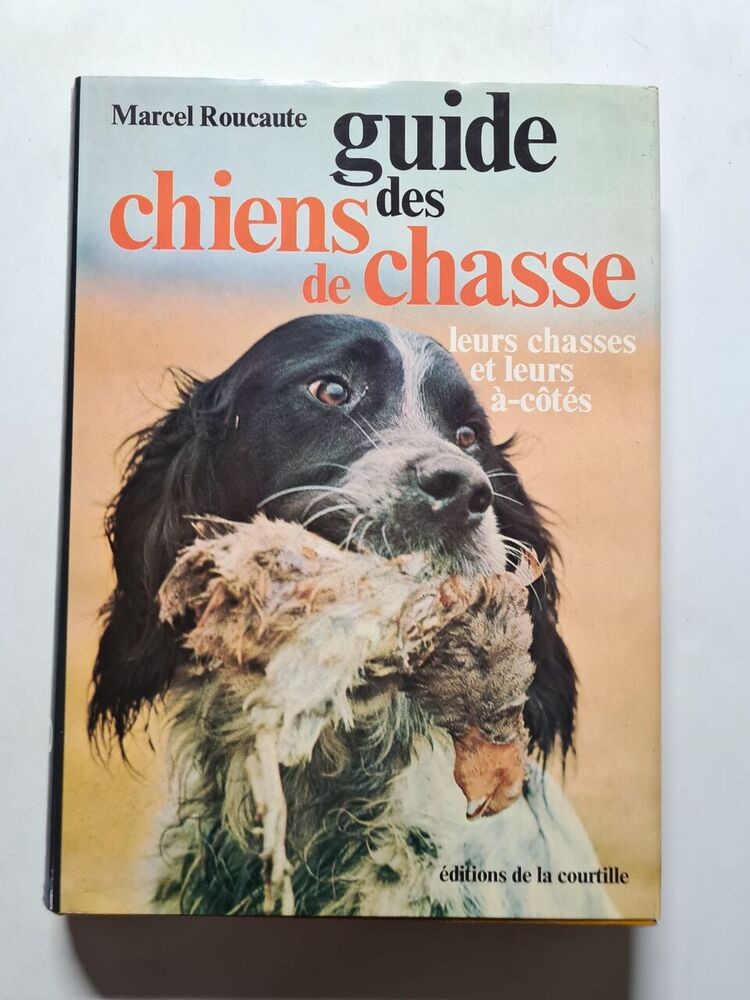 Marcel Roucaute
guide
des
chiens
de chasse
leurs chasses
et leurs
à-côtés
éditions de la courtille